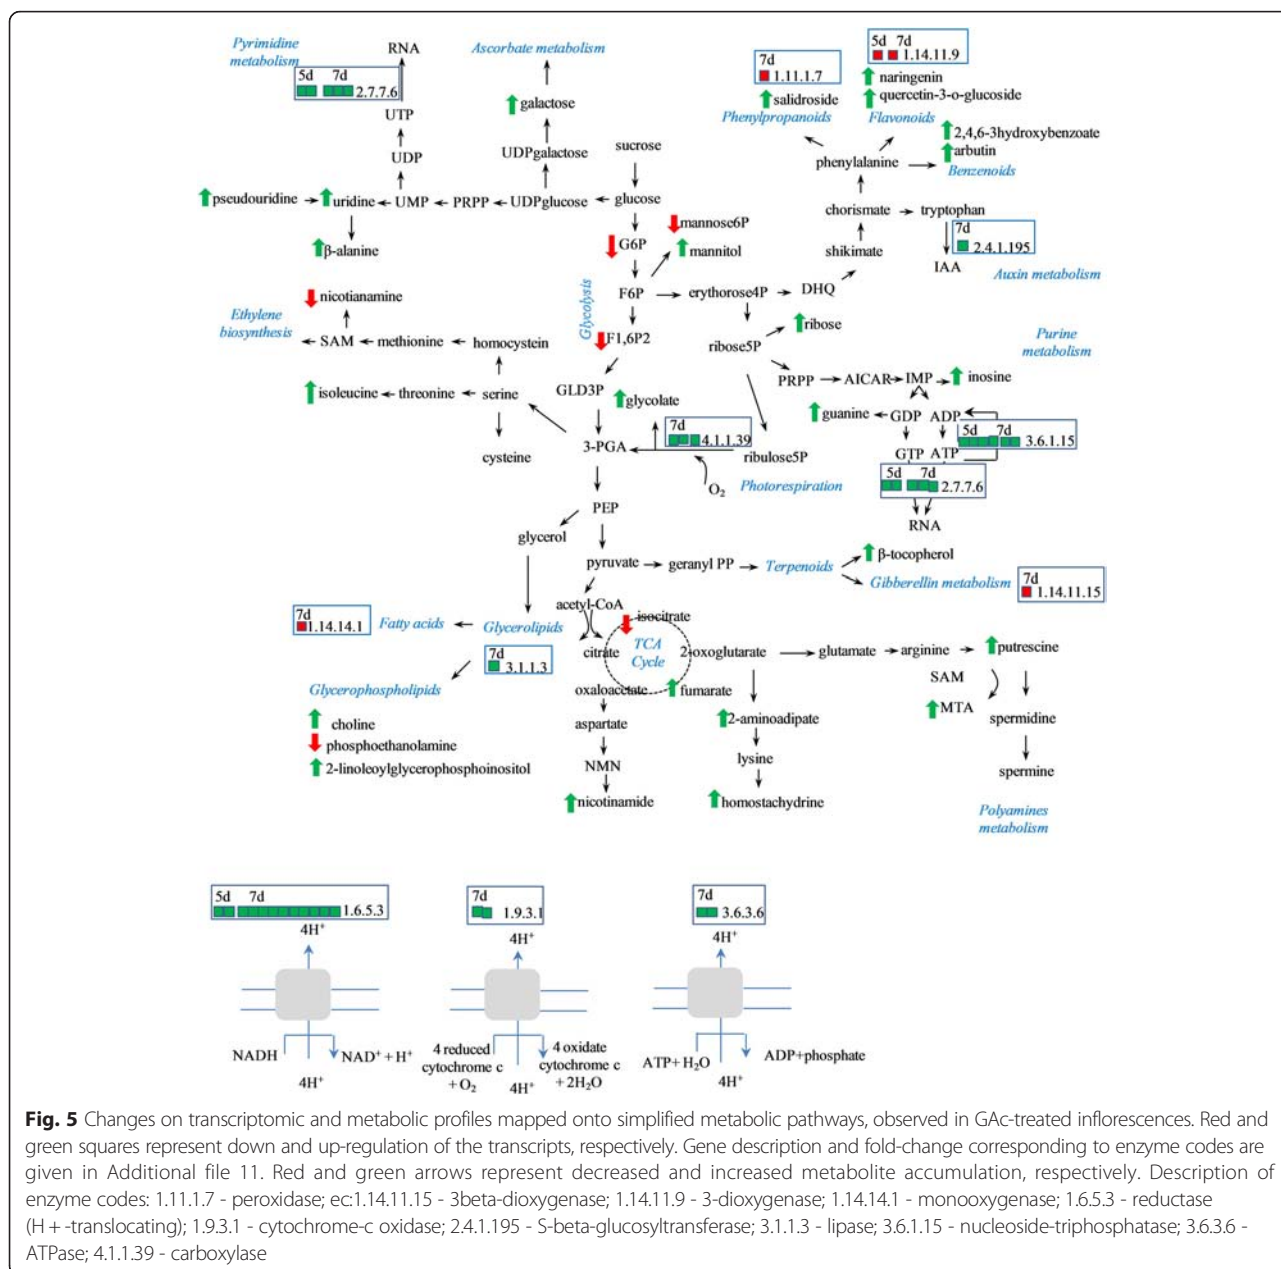 Pyrimidine
metabolism
RNA
5d 7d
2.7.7.6
UTP
UDP
pseudouridine
uridine
UMP
PRPP
UDPglucose
glucose
β-alanine
Ascorbate metabolism
galactose
UDPgalactose
sucrose
7d
1.11.1.7
salidroside
Phenylpropanoids
5d 7d
1.14.11.9
naringenin
quercetin-3-o-glucoside
Flavonoids
2,4,6-3hydroxybenzoate
arbutin
Benzenoids
phenylalanine
chorismate
tryptophan
7d
2.4.1.195
shikimate
IAA
Auxin metabolism
mannose6P
G6P
mannitol
F6P
erythorose4P
DHQ
Glycolysis
nicotianamine
Ethylene
biosynthesis
SAM
methionine
homocystein
F1,6P2
ribose
ribose5P
Purine
metabolism
PRPP
AICAR
IMP
inosine
isoleucine
threonine
serine
GLD3P
glycolate
guanine
GDP
ADP
5d 7d
3.6.1.15
7d
4.1.1.39
cysteine
3-PGA
ribulose5P
GTP
ATP
O2
Photorespiration
5d 7d
2.7.7.6
RNA
PEP
glycerol
pyruvate
geranyl PP
Terpenoids
β-tocopherol
Gibberellin metabolism
7d
1.14.11.15
7d
1.14.14.1
Fatty acids
Glycerolipids
acetyl-CoA
isocitrate
7d
3.1.1.3
citrate
TCA
Cycle
2-oxoglutarate
glutamate
arginine
putrescine
Glycerophospholipids
choline
phosphoethanolamine
2-linoleoylglycerophosphoinositol
oxaloacetate
fumarate
SAM
MTA
aspartate
2-aminoadipate
spermidine
NMN
lysine
spermine
nicotinamide
homostachydrine
Polyamines
metabolism
5d 7d
1.6.5.3
4H+
NADH
NAD+ + H+
4H+
7d
1.9.3.1
4H+
4 reduced
cytochrome c
+ O2
4 oxidate
cytochrome c
+ 2H2O
4H+
7d
3.6.3.6
4H+
ATP+ H2O
ADP+phosphate
4H+
Fig. 5 Changes on transcriptomic and metabolic profiles mapped onto simplified metabolic pathways, observed in GAc-treated inflorescences. Red and
green squares represent down and up-regulation of the transcripts, respectively. Gene description and fold-change corresponding to enzyme codes are
given in Additional file 11. Red and green arrows represent decreased and increased metabolite accumulation, respectively. Description of
enzyme codes: 1.11.1.7 - peroxidase; ec:1.14.11.15 - 3beta-dioxygenase; 1.14.11.9 - 3-dioxygenase; 1.14.14.1 - monooxygenase; 1.6.5.3 - reductase
(H + -translocating); 1.9.3.1 - cytochrome-c oxidase; 2.4.1.195 - S-beta-glucosyltransferase; 3.1.1.3 - lipase; 3.6.1.15 - nucleoside-triphosphatase; 3.6.3.6 -
ATPase; 4.1.1.39 - carboxylase